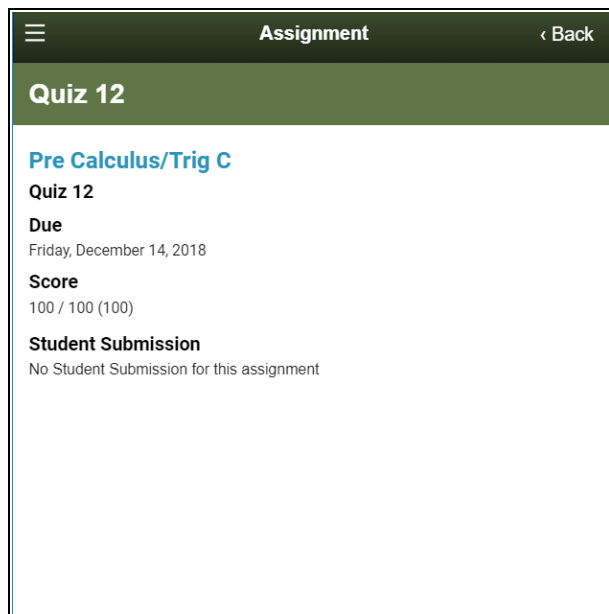 Assignment
‹ Back
Quiz 12
Pre Calculus/Trig C
Quiz 12
Due
Friday, December 14, 2018
Score
100 / 100 (100)
Student Submission
No Student Submission for this assignment